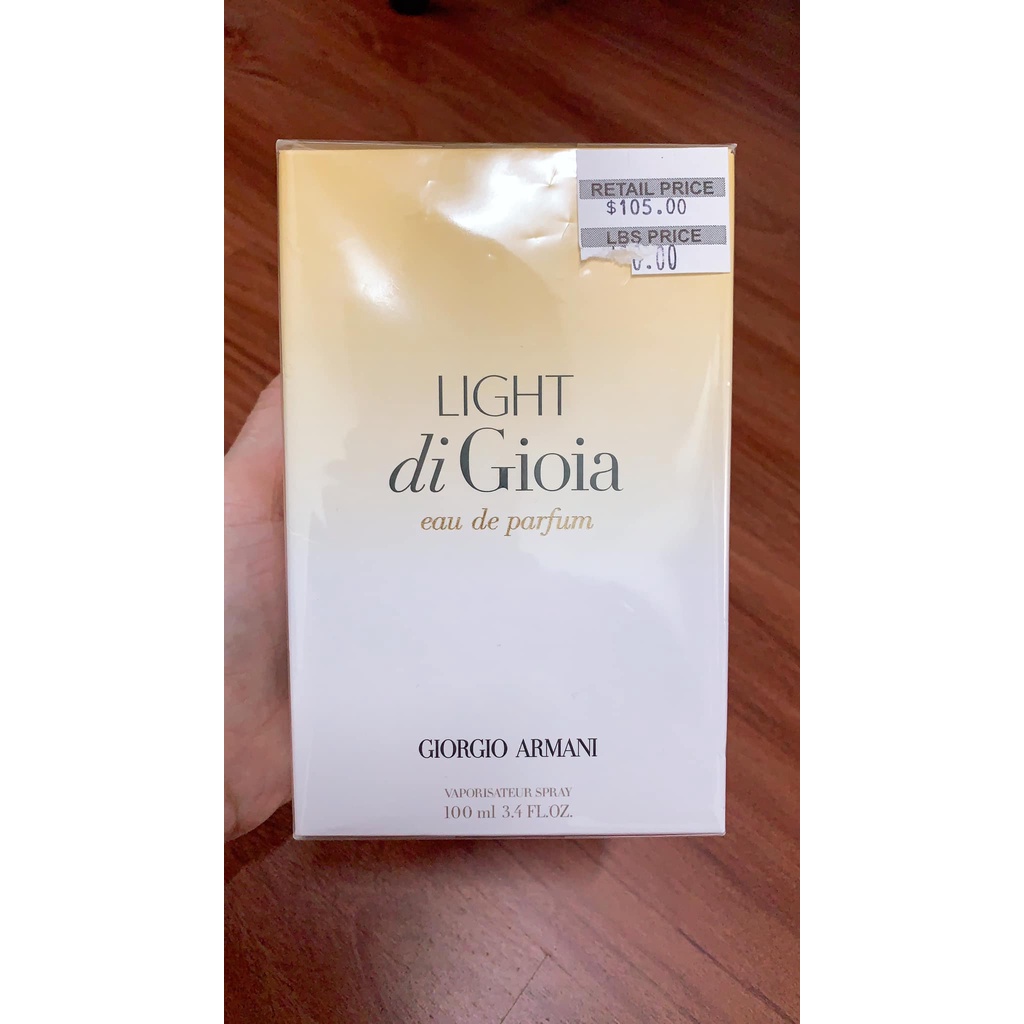 RETAIL PRICE
$105.00
LBS PRICE
LIGHT
di Gioia
eau de parfum
GIORGIO ARMANI
VAPORISATEUR SPRAY
100 ml 3.4 FL.OZ.